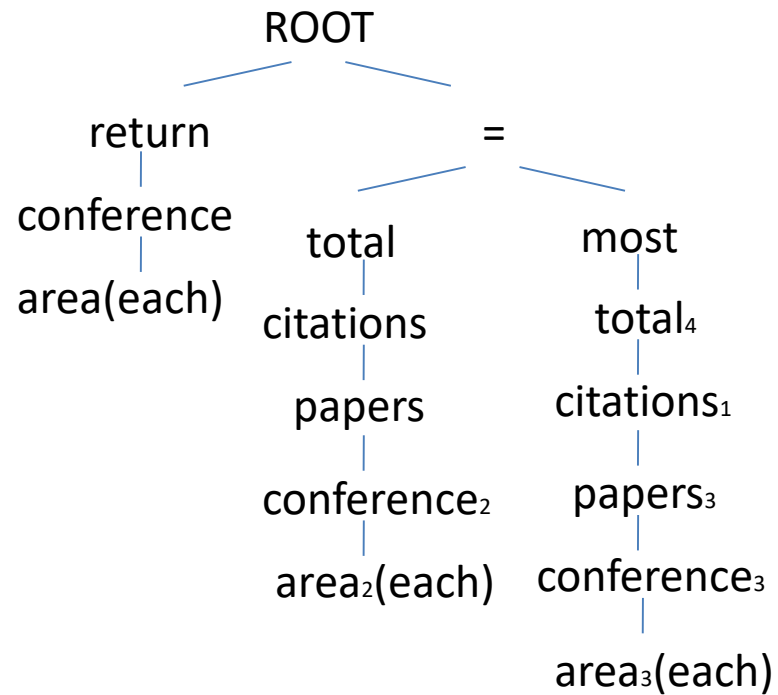 ROOT
return
=
conference
total
most
area(each)
citations
total₄
papers
citations₁
conference₂
papers₃
area₂(each)
conference₃
area₃(each)